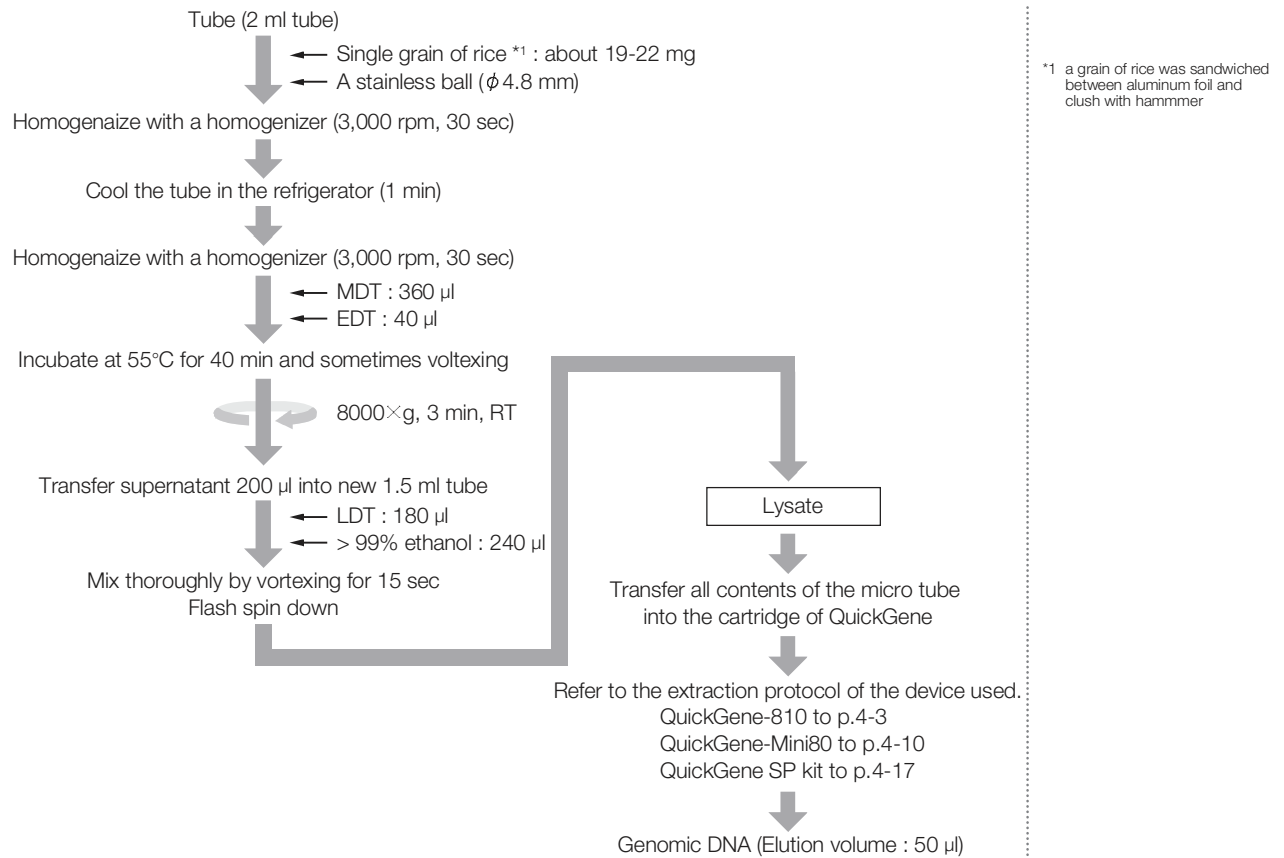 Tube (2 ml tube)
Single grain of rice *1 : about 19-22 mg
A stainless ball (ϕ4.8 mm)
Homogenaize with a homogenizer (3,000 rpm, 30 sec)
Cool the tube in the refrigerator (1 min)
Homogenaize with a homogenizer (3,000 rpm, 30 sec)
MDT : 360 µl
EDT : 40 µl
Incubate at 55°C for 40 min and sometimes voltexing
8000×g, 3 min, RT
Transfer supernatant 200 µl into new 1.5 ml tube
LDT : 180 µl
> 99% ethanol : 240 µl
Mix thoroughly by vortexing for 15 sec
Flash spin down
Lysate
Transfer all contents of the micro tube
into the cartridge of QuickGene
Refer to the extraction protocol of the device used.
QuickGene-810 to p.4-3
QuickGene-Mini80 to p.4-10
QuickGene SP kit to p.4-17
Genomic DNA (Elution volume : 50 µl)
*1 a grain of rice was sandwiched
between aluminum foil and
clush with hammmer